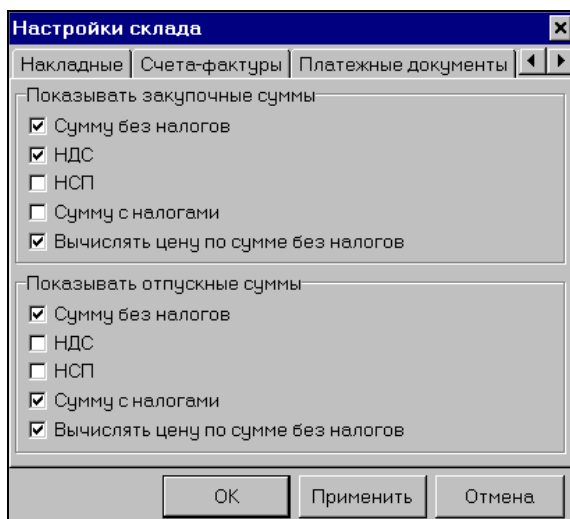 Настройки склада
Накладные Счета-фактуры Платежные документы
Показывать закупочные суммы
Сумму без налогов
НДС
НСП
Сумму с налогами
Вычислять цену по сумме без налогов
Показывать отпускные суммы
Сумму без налогов
НДС
НСП
Сумму с налогами
Вычислять цену по сумме без налогов
OK Применить Отмена